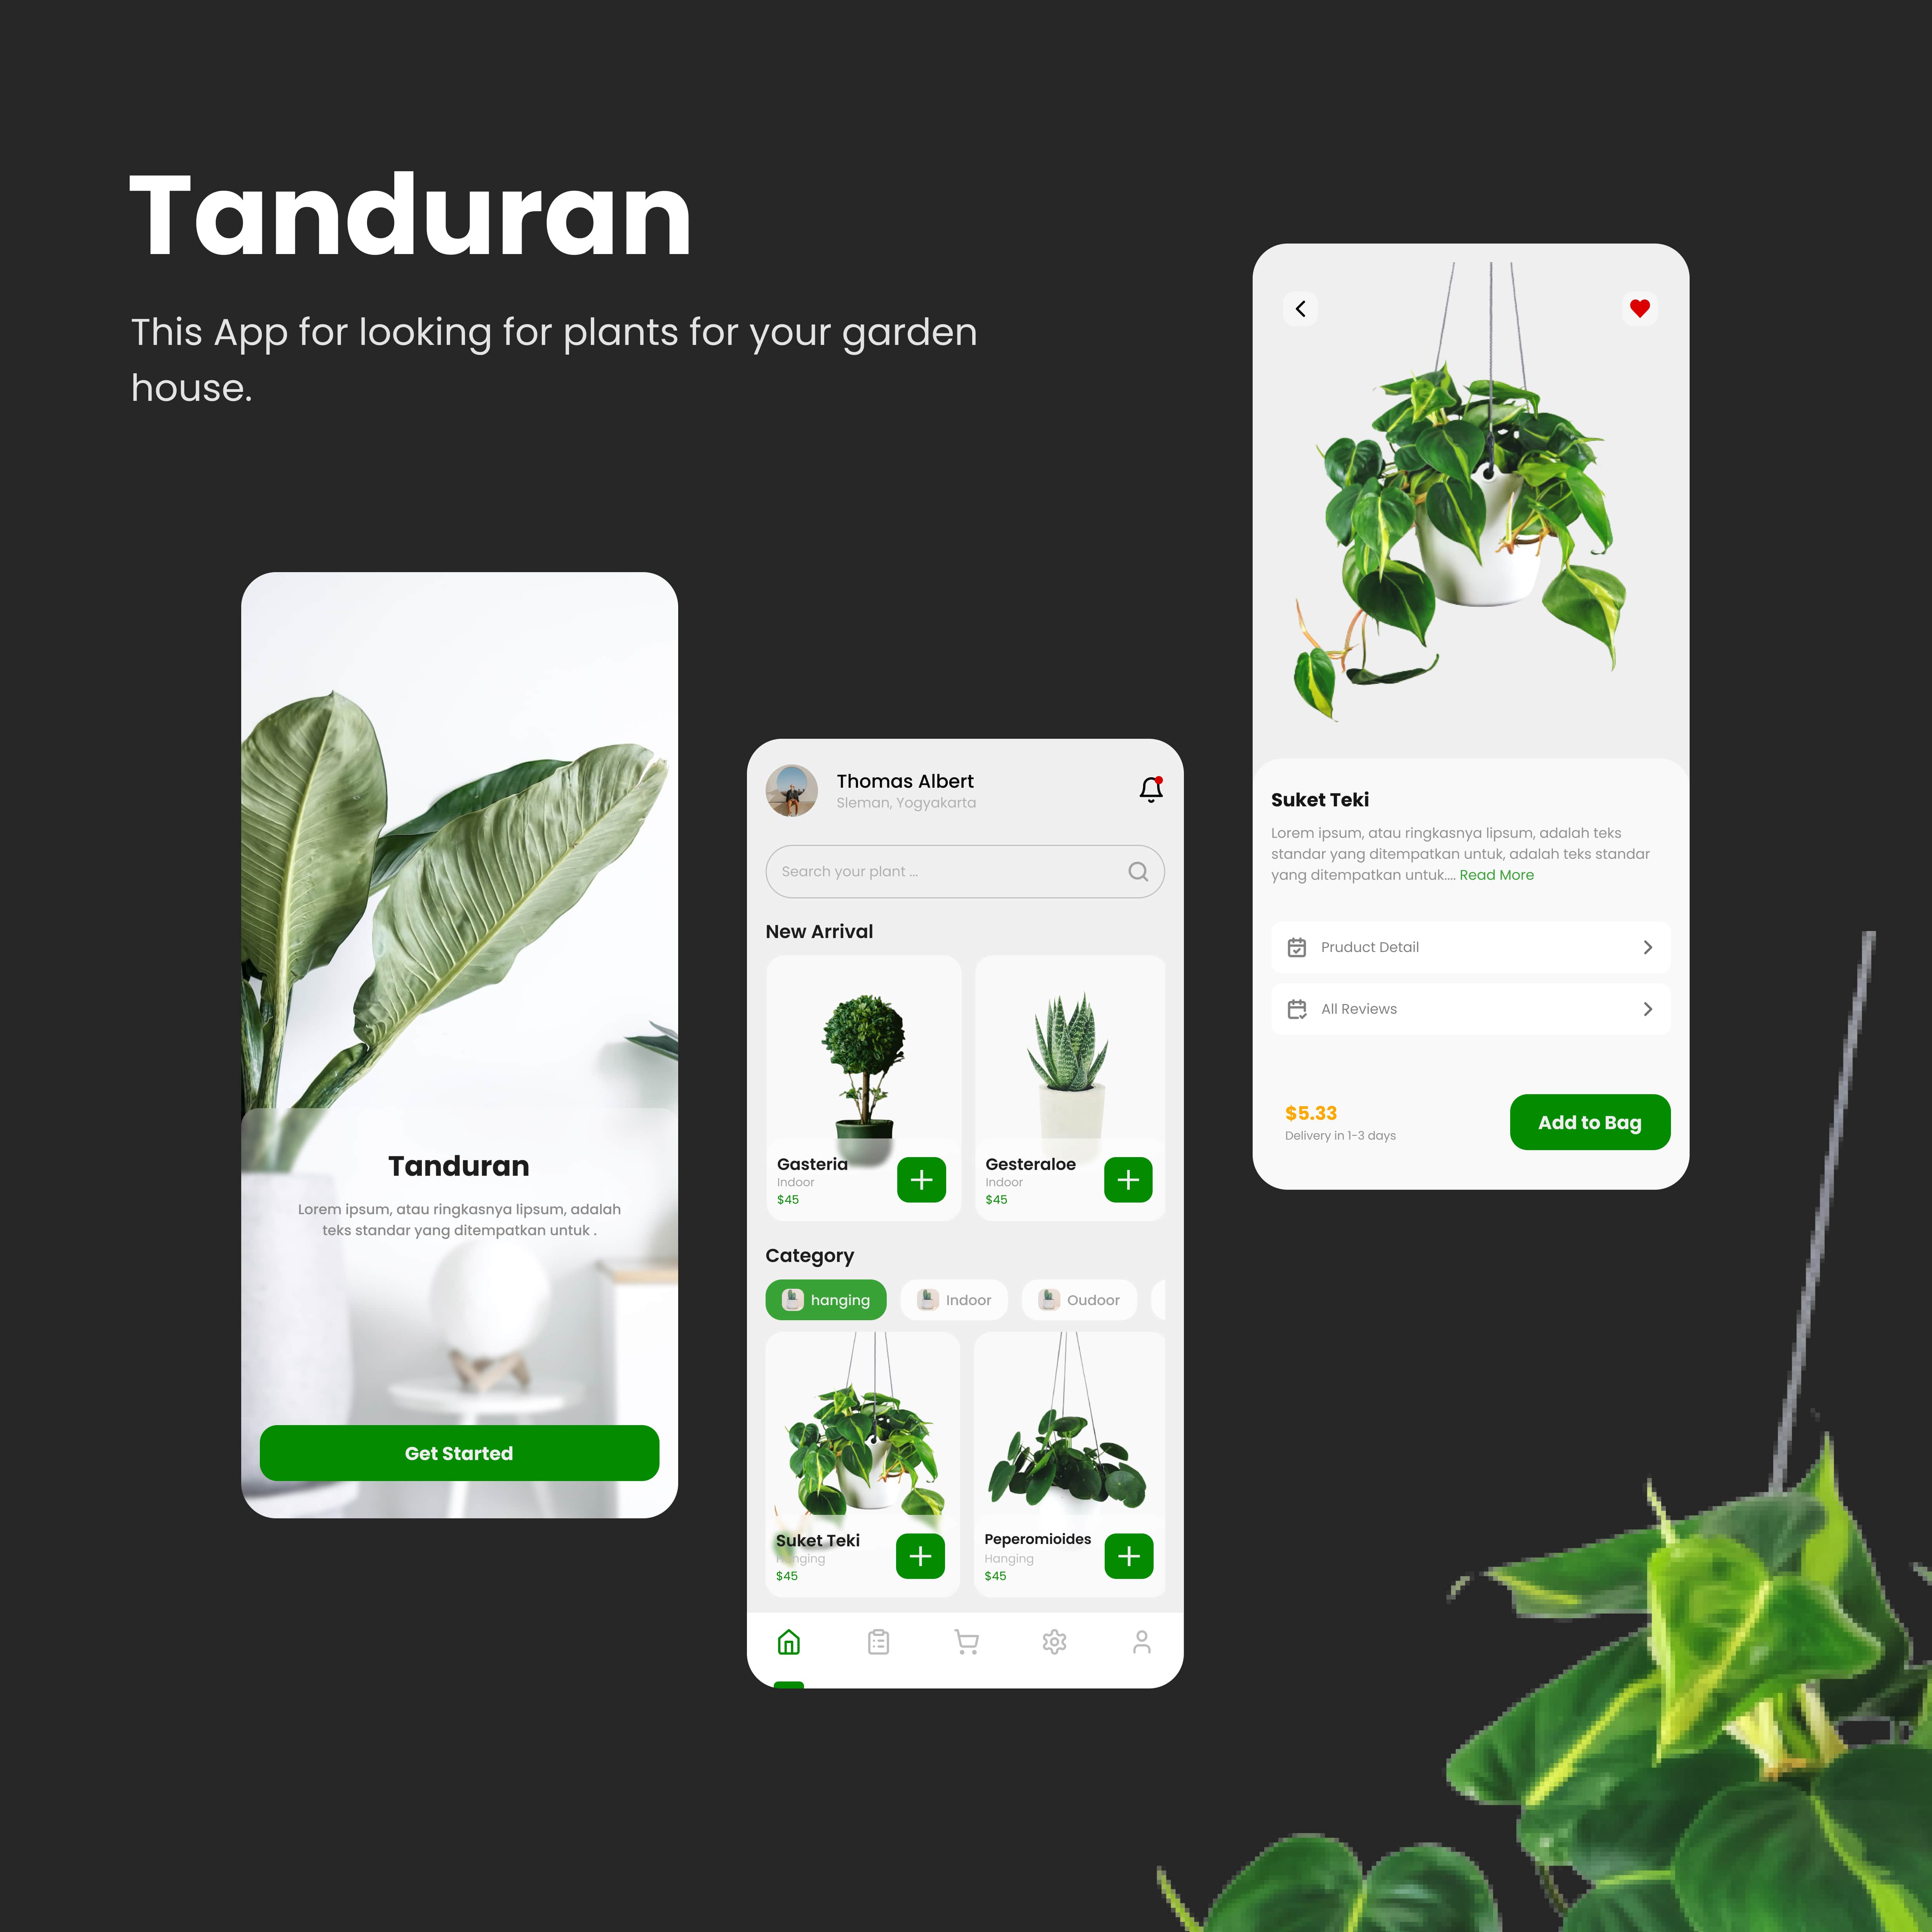 Tanduran
This App for looking for plants for your garden
house.
Tanduran
Lorem ipsum, atau ringkasnya lipsum, adalah
teks standar yang ditempatkan untuk .
Get Started
Thomas Albert
Sleman, Yogyakarta
Search your plant ...
New Arrival
Gasteria
Indoor
$45
Gesteraloe
Indoor
$45
Category
hanging
Indoor
Oudoor
Suket Teki
Hanging
$45
Peperomioides
Hanging
$45
Suket Teki
Lorem ipsum, atau ringkasnya lipsum, adalah teks
standar yang ditempatkan untuk, adalah teks standar
yang ditempatkan untuk.... Read More
Pruduct Detail
All Reviews
$5.33
Delivery in 1-3 days
Add to Bag